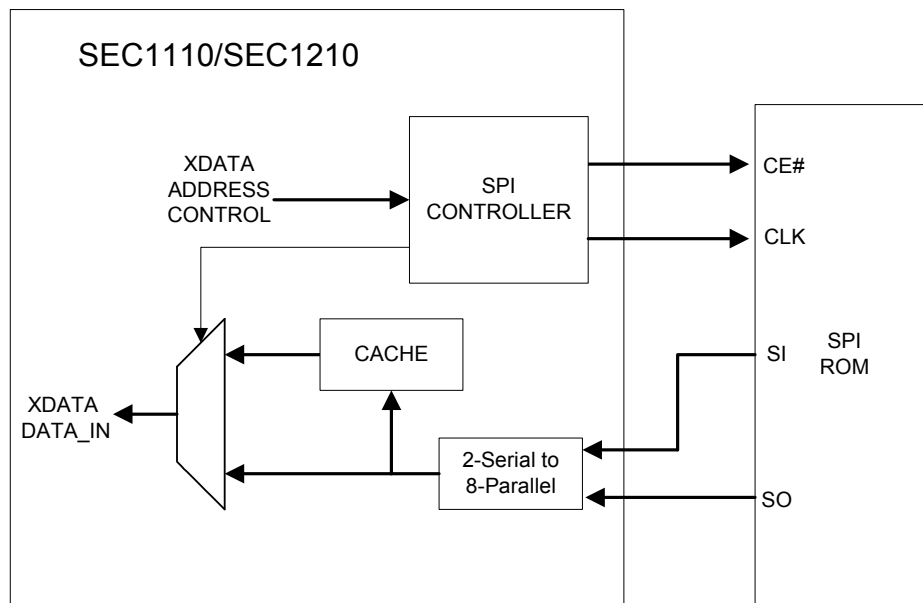 SEC1110/SEC1210
XDATA
ADDRESS
CONTROL
SPI
CONTROLLER
CE#
CLK
SI
SPI
ROM
CACHE
XDATA
DATA_IN
2-Serial to
8-Parallel
SO